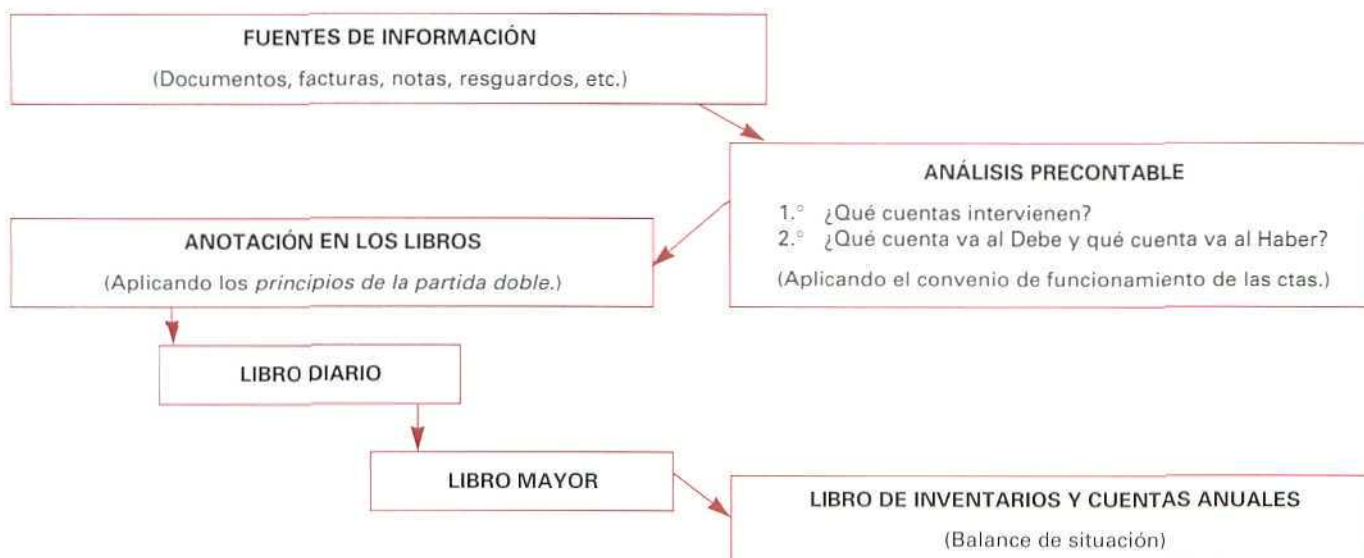 FUENTES DE INFORMACIÓN
(Documentos, facturas, notas, resguardos, etc.)
ANÁLISIS PRECONTABLE
1.° ¿Qué cuentas intervienen?
2.° ¿Qué cuenta va al Debe y qué cuenta va al Haber?
(Aplicando el convenio de funcionamiento de las ctas.)
ANOTACIÓN EN LOS LIBROS
(Aplicando los principios de la partida doble.)
LIBRO DIARIO
LIBRO MAYOR
LIBRO DE INVENTARIOS Y CUENTAS ANUALES
(Balance de situación)